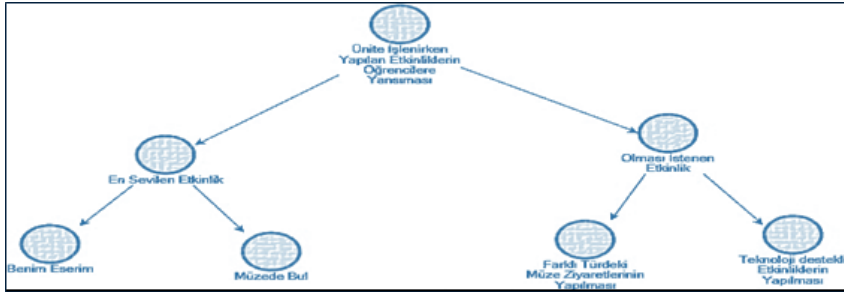 Ünite İşlenirken
Yapılan Etkinliklerin
Öğrencilere
Yansıması
En Sevilen Etkinlik
Olması istenen
Etkinlik
Benim Eserim
Müzede Bul
Farklı Türdeki
Müze Ziyaretlerinin
Yapılması
Teknoloji destekli
Etkinliklerin
Yapılması